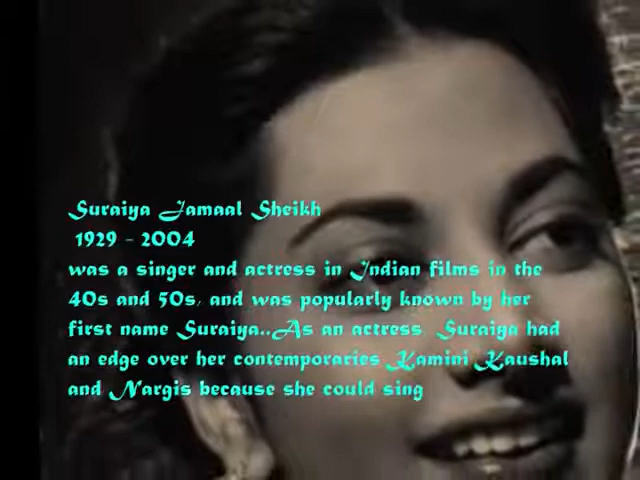 Suraiya Jamaal Sheikh
1929 - 2004
was a singer and actress in Indian films in the
40s and 50s, and was popularly known by her
first name Suraiya..As an actress, Suraiya had
an edge over her contemporaries Kamini Kaushal
and Nargis because she could sing